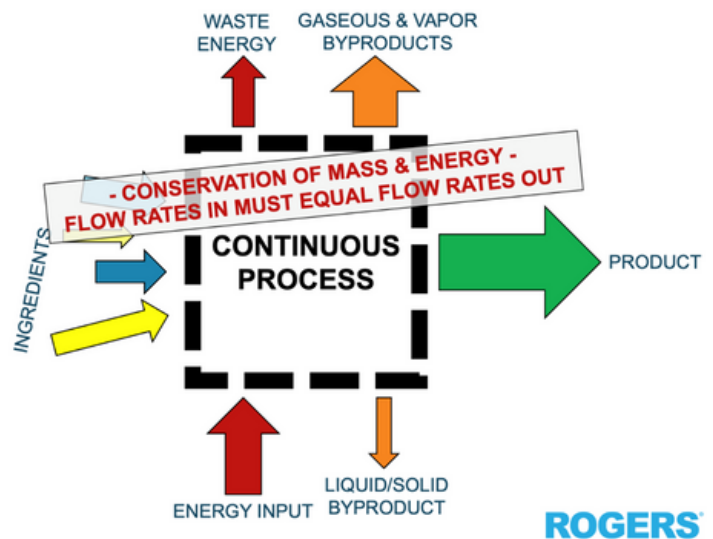 WASTE
ENERGY
GASEOUS & VAPOR
BYPRODUCTS
- CONSERVATION OF MASS & ENERGY -
FLOW RATES IN MUST EQUAL FLOW RATES OUT
INGREDIENTS
CONTINUOUS
PROCESS
PRODUCT
ENERGY INPUT
LIQUID/SOLID
BYPRODUCT
ROGERS